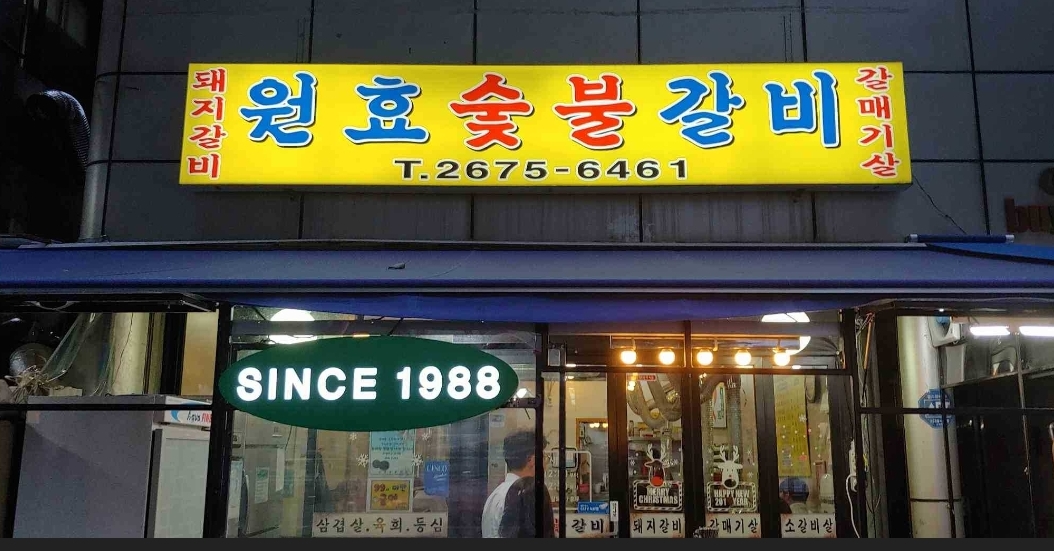 돼지갈비
원효숯불갈비
갈매기살
T.2675-6461
SINCE 1988
MERRY CHRISTMAS
HAPPY NEW
YEAR
삼겹살.육회.등심
갈비
돼지갈비
갈매기살
소갈비살